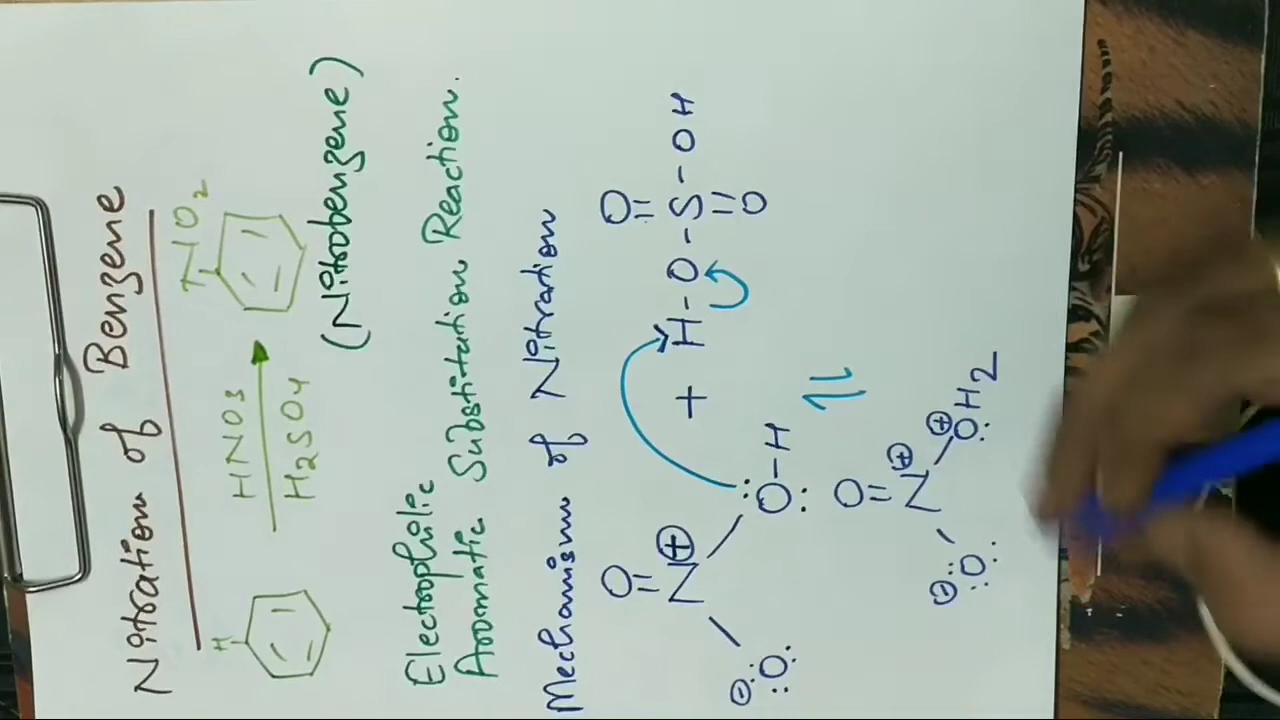 Nitration of Benzene
H HNO3 NO2
H2SO4
(Nitrobenzene)
Electrophilic
Aromatic Substitution Reaction.
Mechanism of Nitration
O O
N⊕ + H-O-S-OH
⊖:O: O-H O
⇌
O
N⊕ ⊕OH2
⊖:O: